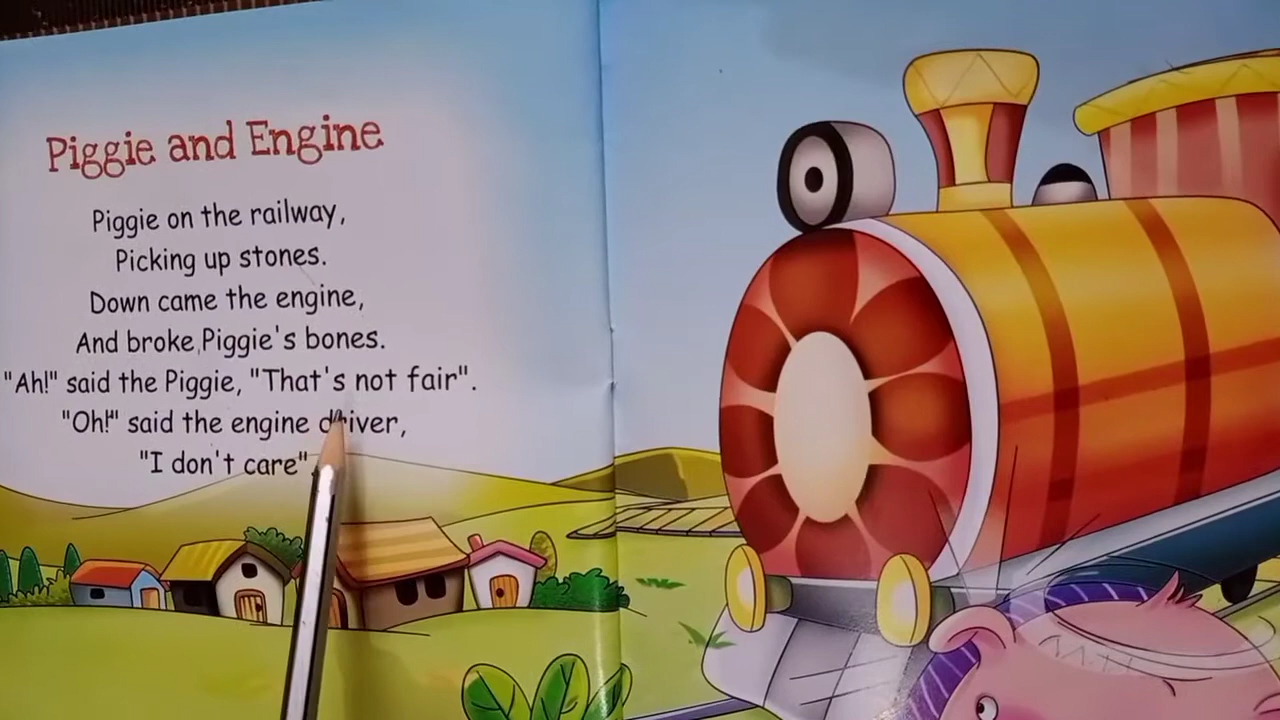 Piggie and Engine
Piggie on the railway,
Picking up stones.
Down came the engine,
And broke Piggie's bones.
"Ah!" said the Piggie, "That's not fair".
"Oh!" said the engine driver,
"I don't care".